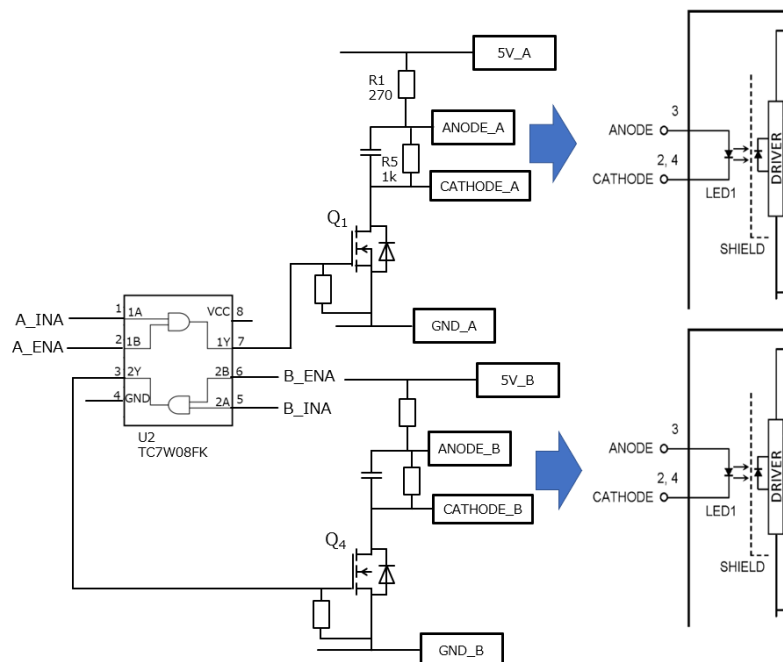 5V_A
R1
270
ANODE_A
R5
1k
CATHODE_A
3
ANODE
2, 4
CATHODE
LED1
DRIVER
SHIELD
Q1
GND_A
A_INA
1
1A
VCC
8
A_ENA
2
1B
1Y
7
3
2Y
2B
6
B_ENA
4
GND
2A
5
B_INA
U2
TC7W08FK
5V_B
ANODE_B
CATHODE_B
3
ANODE
2, 4
CATHODE
LED1
DRIVER
SHIELD
Q4
GND_B